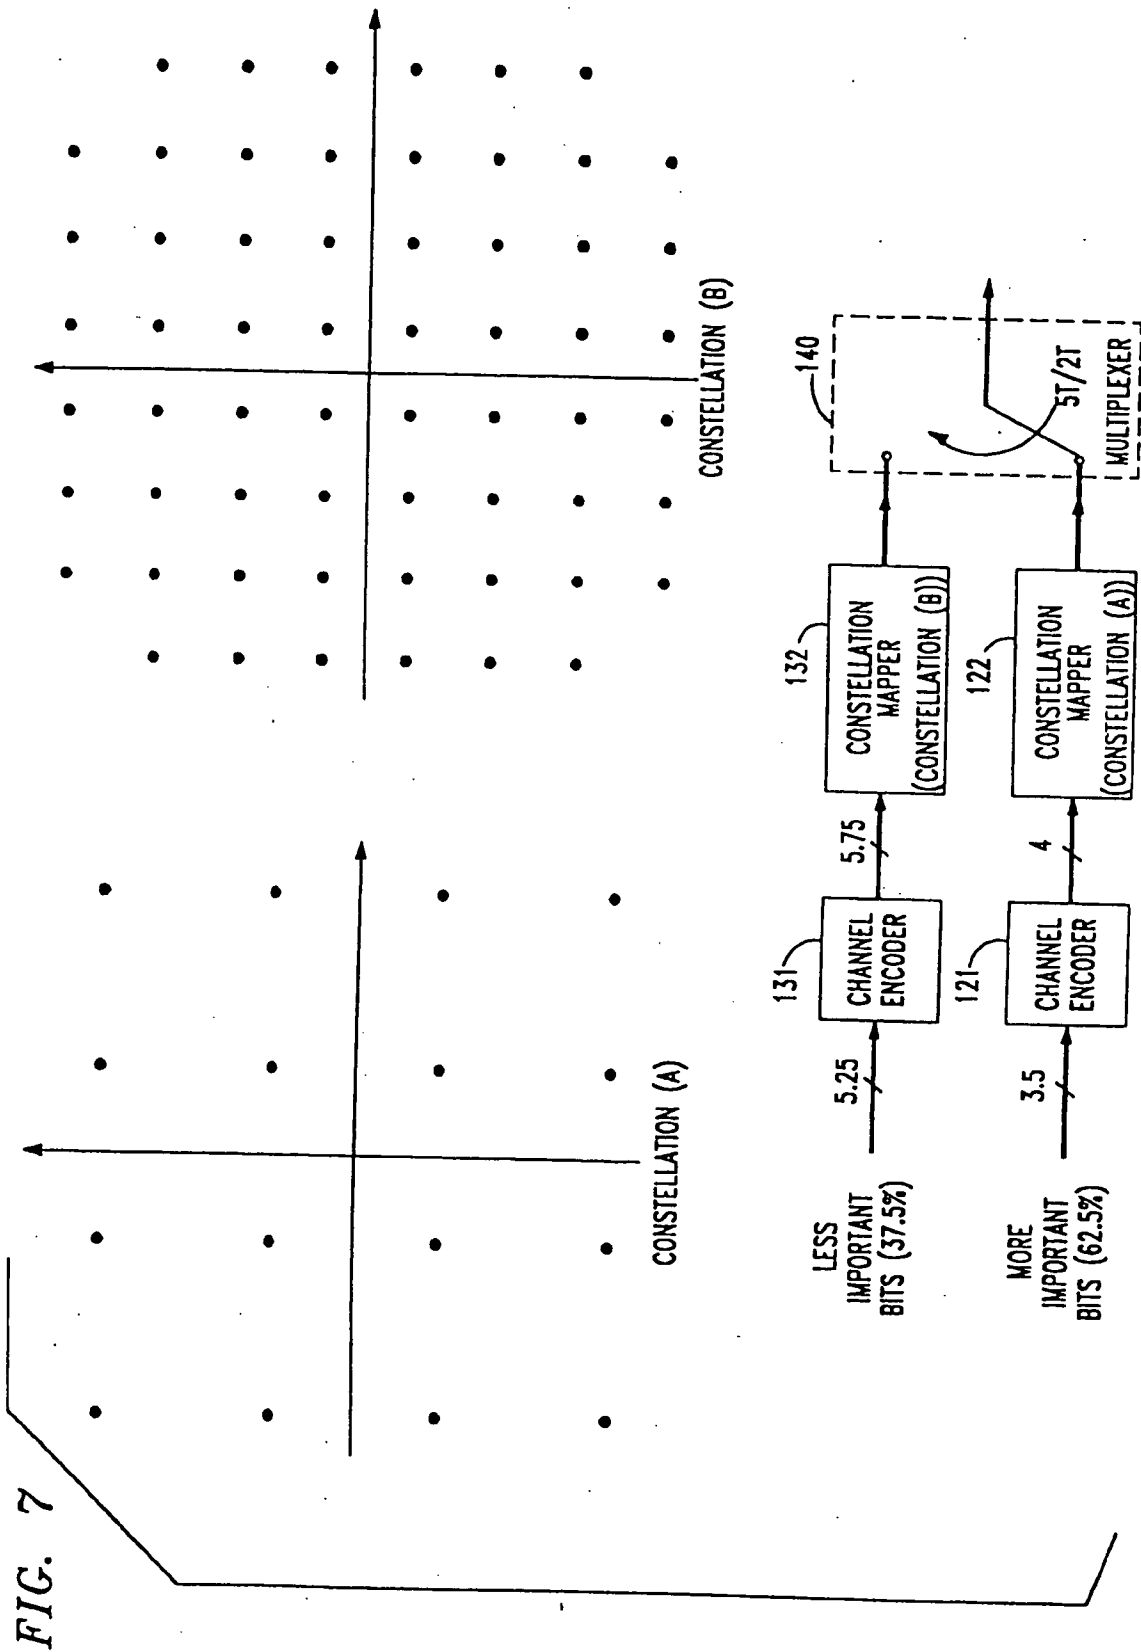 FIG. 7
CONSTELLATION (A)
CONSTELLATION (B)
LESS
IMPORTANT
BITS (37.5%)
5.25
131
CHANNEL
ENCODER
5.75
132
CONSTELLATION
MAPPER
(CONSTELLATION (B))
140
5T/2T
MULTIPLEXER
MORE
IMPORTANT
BITS (62.5%)
3.5
121
CHANNEL
ENCODER
4
122
CONSTELLATION
MAPPER
(CONSTELLATION (A))